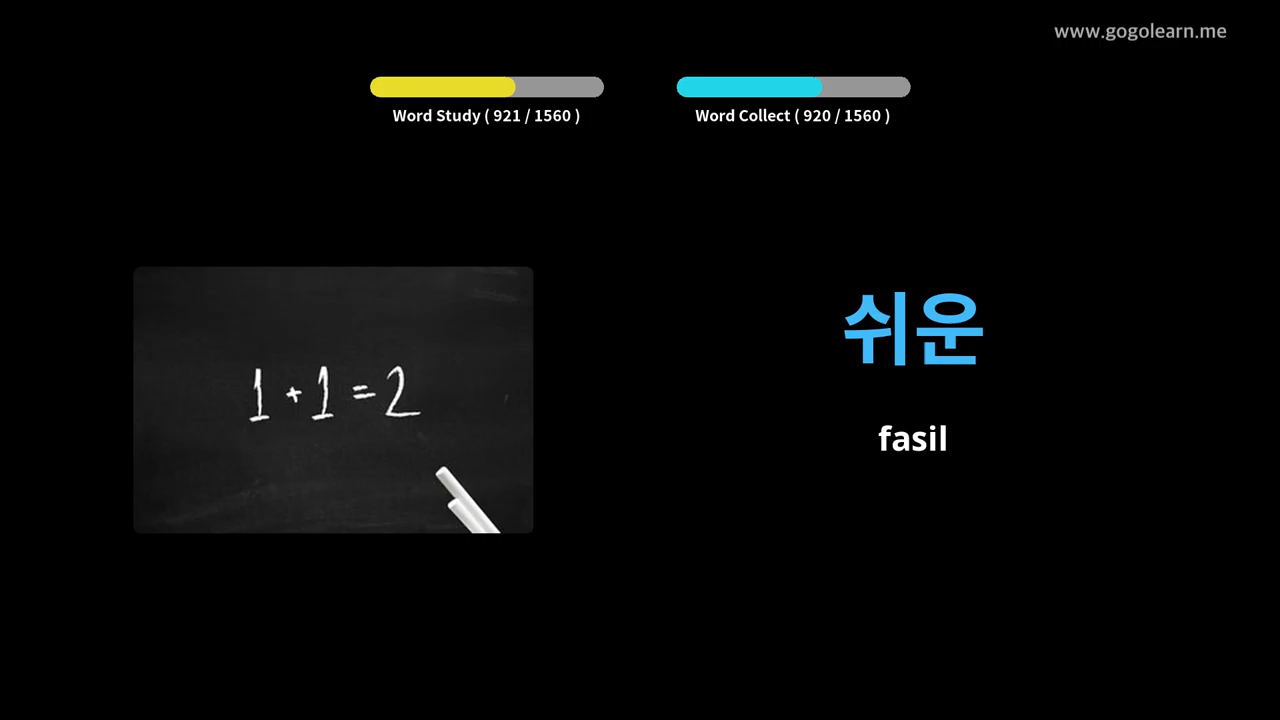 www.gogolearn.me
Word Study ( 921 / 1560 )
Word Collect ( 920 / 1560 )
1 + 1 = 2
쉬운
fasil